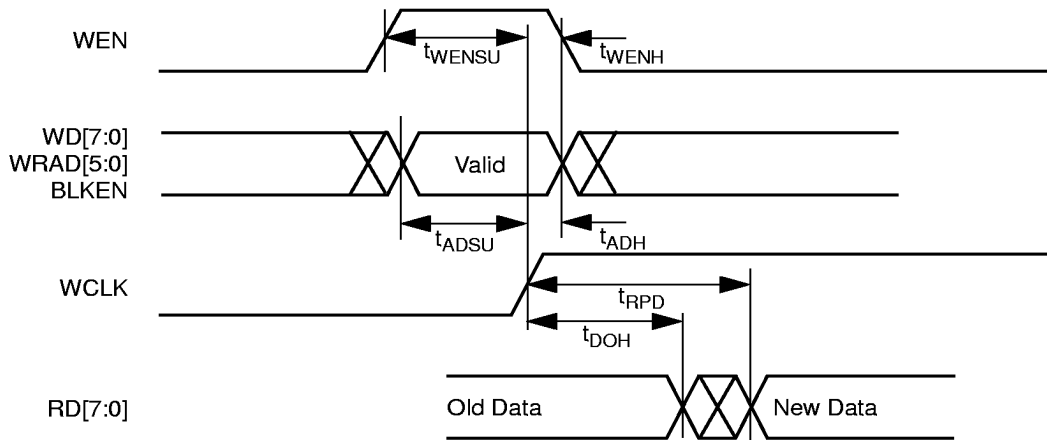 WEN
tWENSU
tWENH
WD[7:0]
WRAD[5:0]
BLKEN
Valid
tADSU
tADH
WCLK
tRPD
tDOH
RD[7:0]
Old Data
New Data